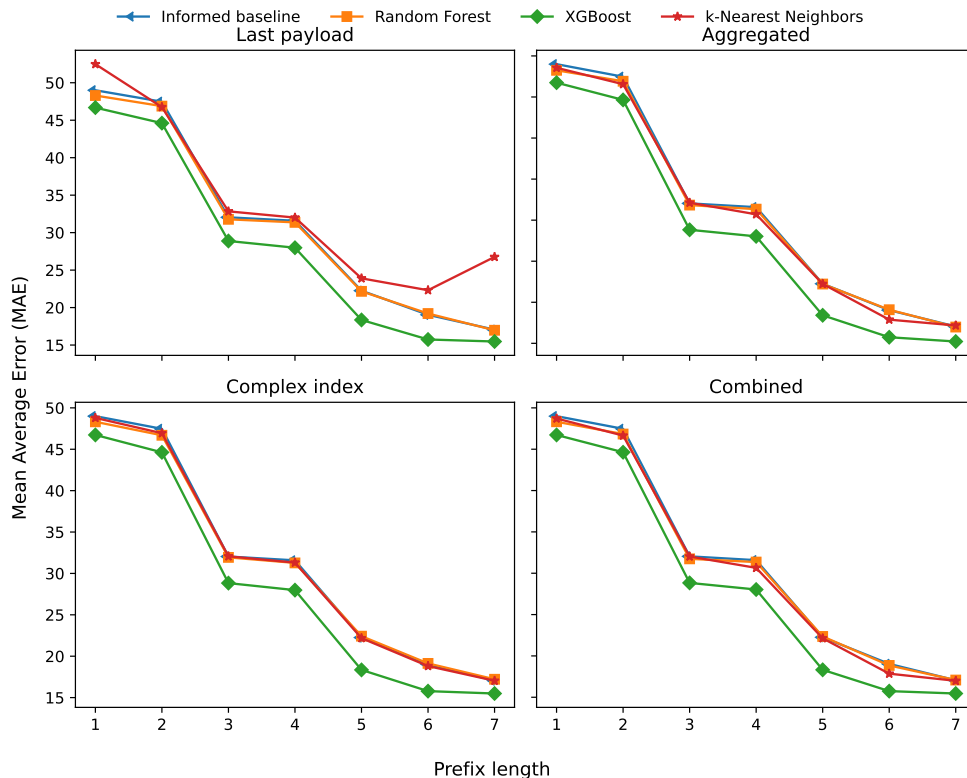 Informed baseline Random Forest XGBoost k-Nearest Neighbors
Last payload Aggregated
50
45
40
35
30
25
20
15
Mean Average Error (MAE)
Complex index Combined
50
45
40
35
30
25
20
15
1 2 3 4 5 6 7 1 2 3 4 5 6 7
Prefix length